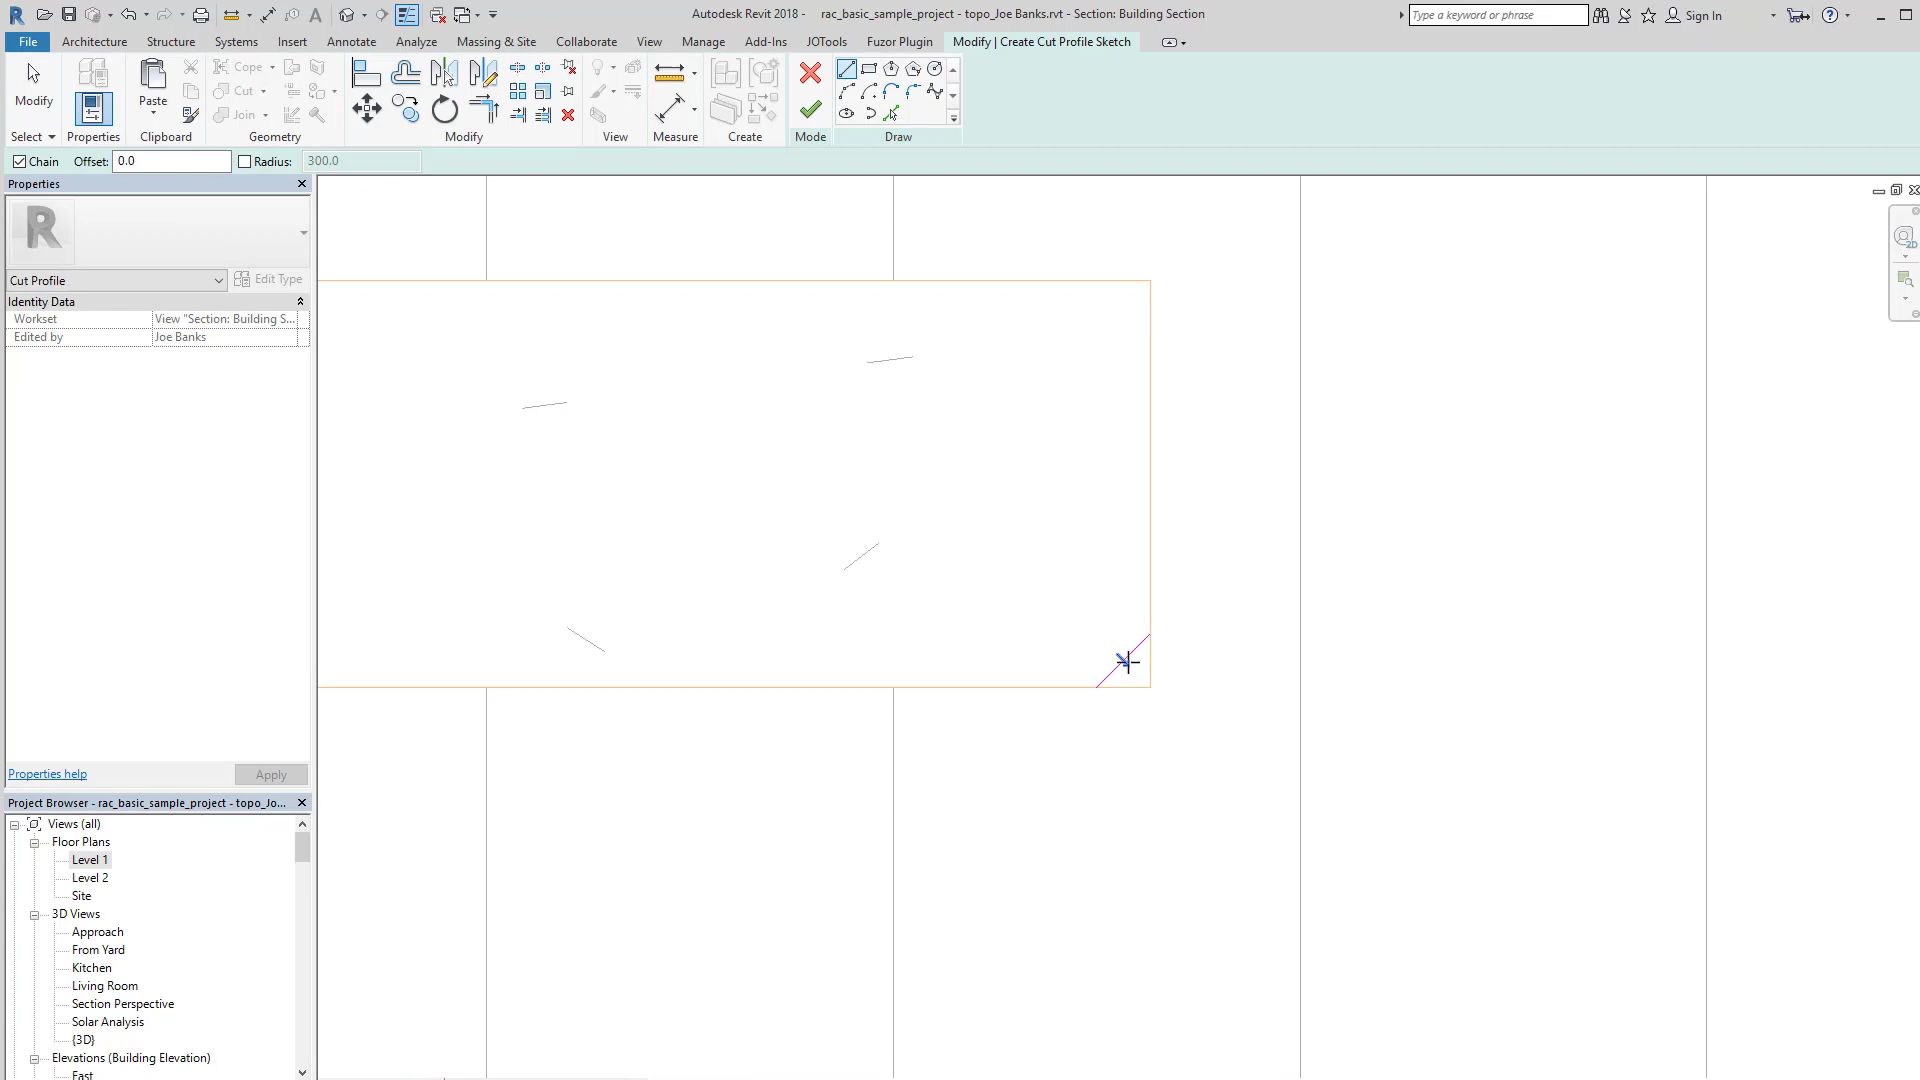 Autodesk Revit 2018 - rac_basic_sample_project - topo_Joe Banks.rvt - Section: Building Section
Type a keyword or phrase
Sign In
File Architecture Structure Systems Insert Annotate Analyze Massing & Site Collaborate View Manage Add-Ins JOTools Fuzor Plugin Modify | Create Cut Profile Sketch
Modify
Paste
Cope
Cut
Join
Select Properties Clipboard Geometry Modify View Measure Create Mode Draw
Chain Offset: 0.0 Radius: 300.0
Properties
Cut Profile Edit Type
Identity Data
Workset View "Section: Building S...
Edited by Joe Banks
2D
Properties help Apply
Project Browser - rac_basic_sample_project - topo_Jo...
Views (all)
Floor Plans
Level 1
Level 2
Site
3D Views
Approach
From Yard
Kitchen
Living Room
Section Perspective
Solar Analysis
{3D}
Elevations (Building Elevation)
East